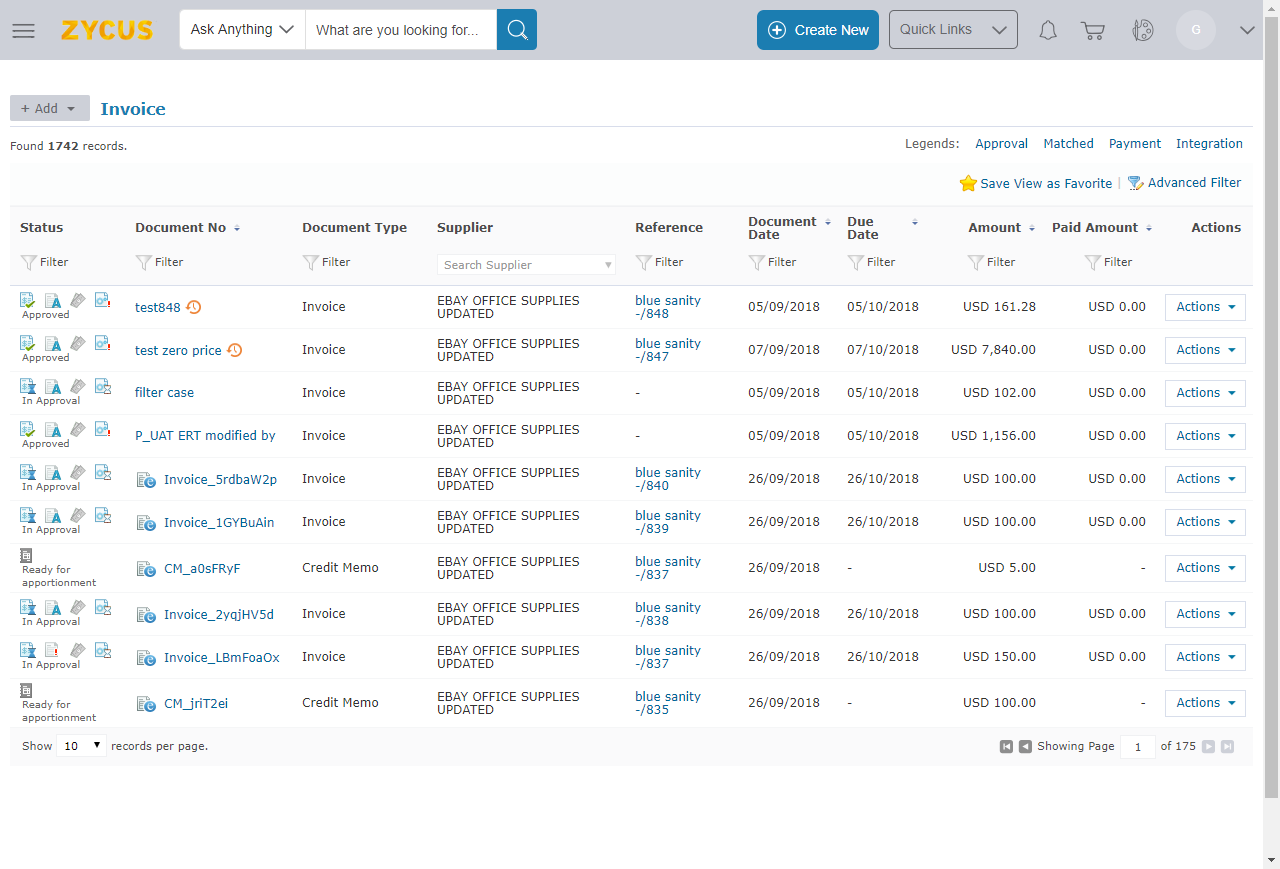 ZYCUS
Ask Anything
What are you looking for...
Create New
Quick Links
G
+ Add
Invoice
Found 1742 records.
Legends: Approval Matched Payment Integration
Save View as Favorite | Advanced Filter
Status Document No Document Type Supplier Reference Document Date Due Date Amount Paid Amount Actions
Filter Filter Filter Search Supplier Filter Filter Filter Filter Filter
Approved test848 Invoice EBAY OFFICE SUPPLIES UPDATED blue sanity -/848 05/09/2018 05/10/2018 USD 161.28 USD 0.00 Actions
Approved test zero price Invoice EBAY OFFICE SUPPLIES UPDATED blue sanity -/847 07/09/2018 07/10/2018 USD 7,840.00 USD 0.00 Actions
In Approval filter case Invoice EBAY OFFICE SUPPLIES UPDATED - 05/09/2018 05/10/2018 USD 102.00 USD 0.00 Actions
Approved P_UAT ERT modified by Invoice EBAY OFFICE SUPPLIES UPDATED - 05/09/2018 05/10/2018 USD 1,156.00 USD 0.00 Actions
In Approval Invoice_5rdbaW2p Invoice EBAY OFFICE SUPPLIES UPDATED blue sanity -/840 26/09/2018 26/10/2018 USD 100.00 USD 0.00 Actions
In Approval Invoice_1GYBuAin Invoice EBAY OFFICE SUPPLIES UPDATED blue sanity -/839 26/09/2018 26/10/2018 USD 100.00 USD 0.00 Actions
Ready for apportionment CM_a0sFRyF Credit Memo EBAY OFFICE SUPPLIES UPDATED blue sanity -/837 26/09/2018 - USD 5.00 - Actions
In Approval Invoice_2yqjHV5d Invoice EBAY OFFICE SUPPLIES UPDATED blue sanity -/838 26/09/2018 26/10/2018 USD 100.00 USD 0.00 Actions
In Approval Invoice_LBmFoaOx Invoice EBAY OFFICE SUPPLIES UPDATED blue sanity -/837 26/09/2018 26/10/2018 USD 150.00 USD 0.00 Actions
Ready for apportionment CM_jriT2ei Credit Memo EBAY OFFICE SUPPLIES UPDATED blue sanity -/835 26/09/2018 - USD 100.00 - Actions
Show 10 records per page. Showing Page 1 of 175